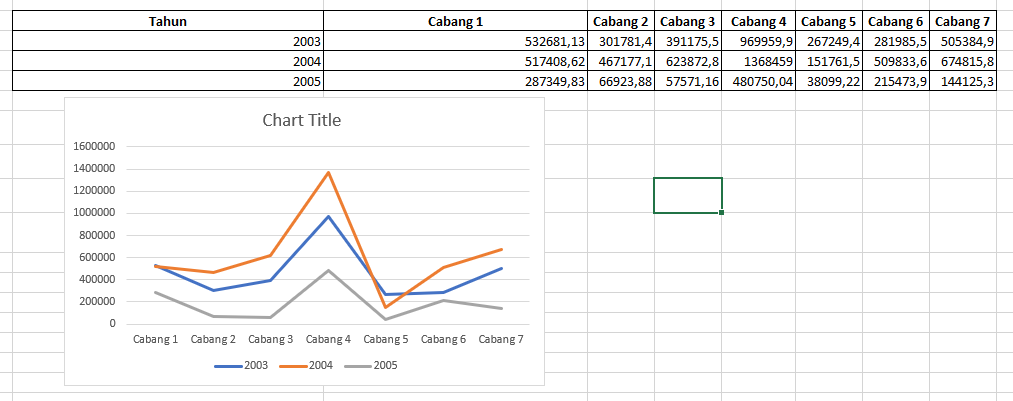 Tahun Cabang 1 Cabang 2 Cabang 3 Cabang 4 Cabang 5 Cabang 6 Cabang 7
2003 532681,13 301781,4 391175,5 969959,9 267249,4 281985,5 505384,9
2004 517408,62 467177,1 623872,8 1368459 151761,5 509833,6 674815,8
2005 287349,83 66923,88 57571,16 480750,04 38099,22 215473,9 144125,3
Chart Title
1600000
1400000
1200000
1000000
800000
600000
400000
200000
0
Cabang 1 Cabang 2 Cabang 3 Cabang 4 Cabang 5 Cabang 6 Cabang 7
2003 2004 2005